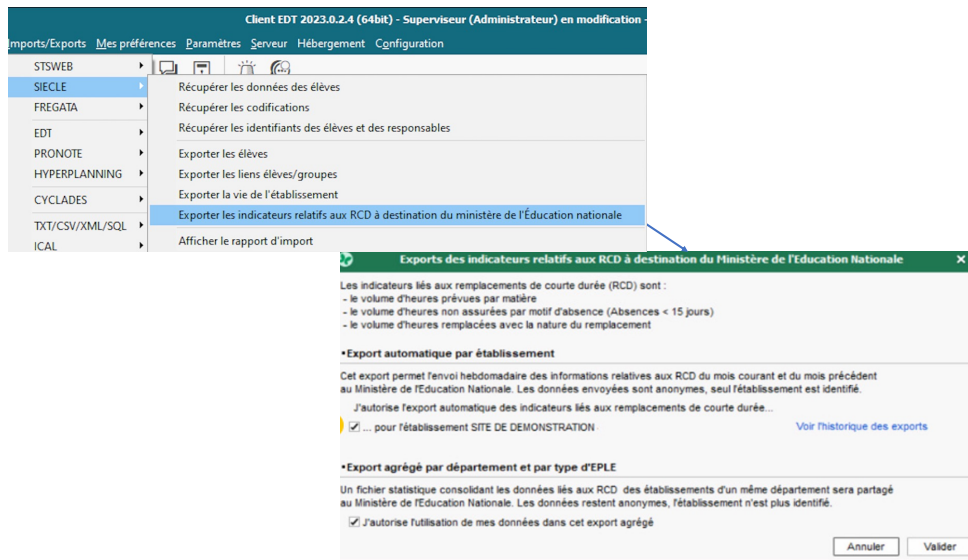 Client EDT 2023.0.2.4 (64bit) - Superviseur (Administrateur) en modification -
Imports/Exports Mes préférences Paramètres Serveur Hébergement Configuration
STSWEB
SIECLE
FREGATA
EDT
PRONOTE
HYPERPLANNING
CYCLADES
TXT/CSV/XML/SQL
ICAL
Récupérer les données des élèves
Récupérer les codifications
Récupérer les identifiants des élèves et des responsables
Exporter les élèves
Exporter les liens élèves/groupes
Exporter la vie de l'établissement
Exporter les indicateurs relatifs aux RCD à destination du ministère de l'Éducation nationale
Afficher le rapport d'import
Exports des indicateurs relatifs aux RCD à destination du Ministère de l'Education Nationale
Les indicateurs liés aux remplacements de courte durée (RCD) sont :
- le volume d'heures prévues par matière
- le volume d'heures non assurées par motif d'absence (Absences < 15 jours)
- le volume d'heures remplacées avec la nature du remplacement
•Export automatique par établissement
Cet export permet l'envoi hebdomadaire des informations relatives aux RCD du mois courant et du mois précédent
au Ministère de l'Education Nationale. Les données envoyées sont anonymes, seul l'établissement est identifié.
J'autorise l'export automatique des indicateurs liés aux remplacements de courte durée...
... pour l'établissement SITE DE DEMONSTRATION
Voir l'historique des exports
•Export agrégé par département et par type d'EPLE
Un fichier statistique consolidant les données liés aux RCD des établissements d'un même département sera partagé
au Ministère de l'Education Nationale. Les données restent anonymes, l'établissement n'est plus identifié.
J'autorise l'utilisation de mes données dans cet export agrégé
Annuler
Valider